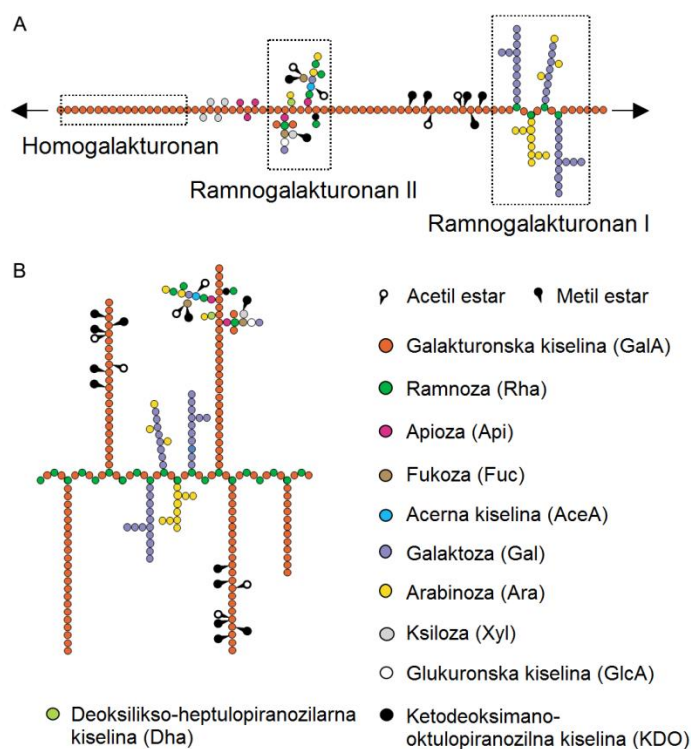 A
Homogalakturonan
Ramnogalakturonan II
Ramnogalakturonan I
B
Acetil estar
Metil estar
Galakturonska kiselina (GalA)
Ramnoza (Rha)
Apioza (Api)
Fukoza (Fuc)
Acerna kiselina (AceA)
Galaktoza (Gal)
Arabinoza (Ara)
Ksiloza (Xyl)
Glukuronska kiselina (GlcA)
Deoksilikso-heptulopiranozilarna
kiselina (Dha)
Ketodeoksimano-
oktulopiranozilna kiselina (KDO)